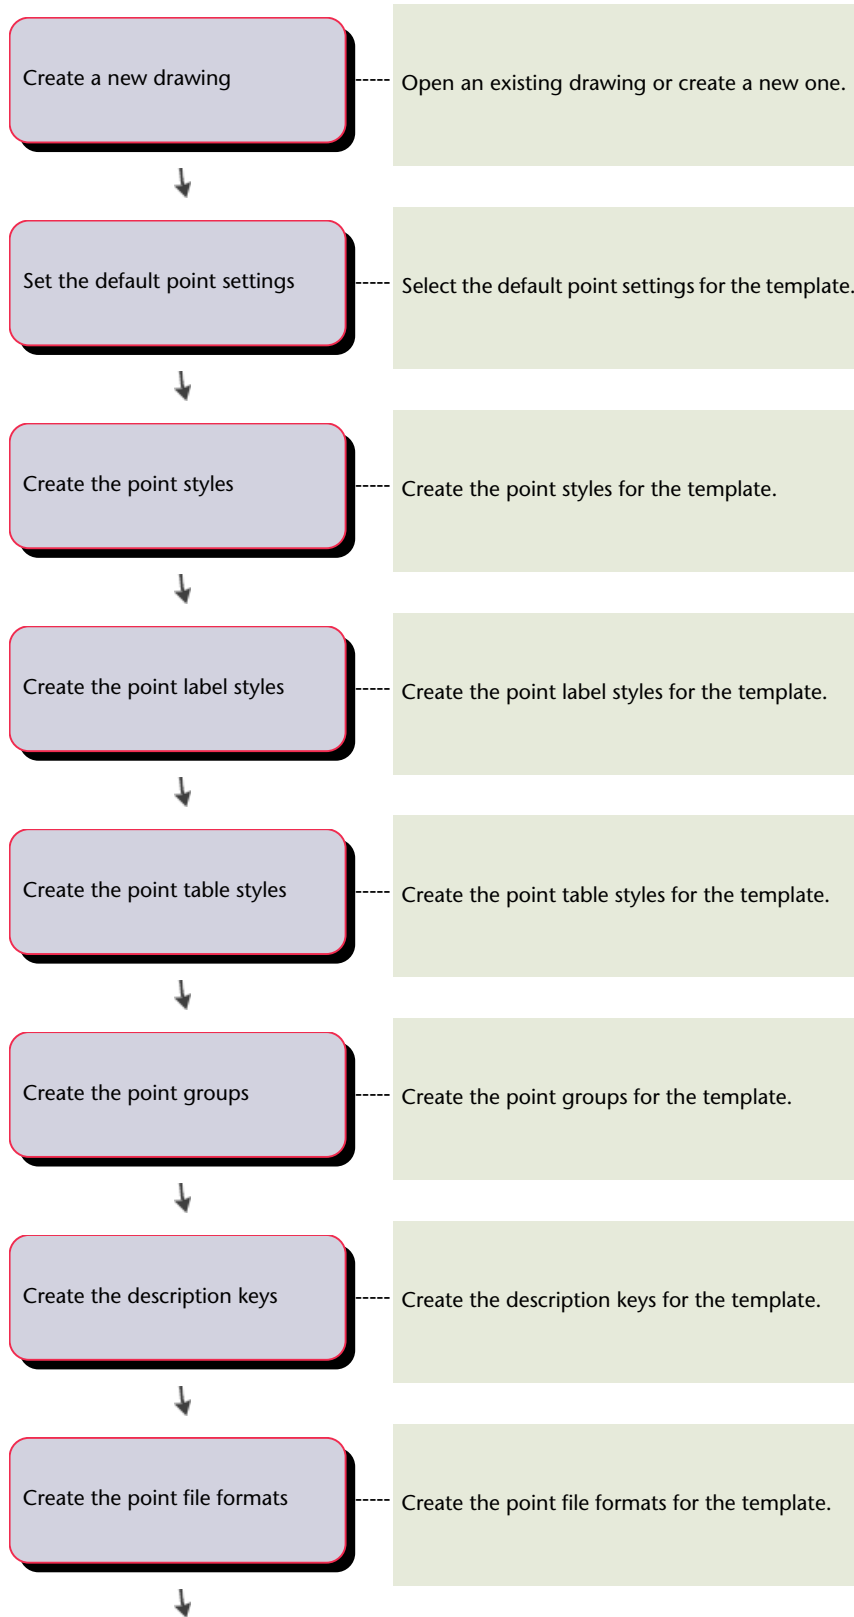 Create a new drawing
Open an existing drawing or create a new one.
Set the default point settings
Select the default point settings for the template.
Create the point styles
Create the point styles for the template.
Create the point label styles
Create the point label styles for the template.
Create the point table styles
Create the point table styles for the template.
Create the point groups
Create the point groups for the template.
Create the description keys
Create the description keys for the template.
Create the point file formats
Create the point file formats for the template.